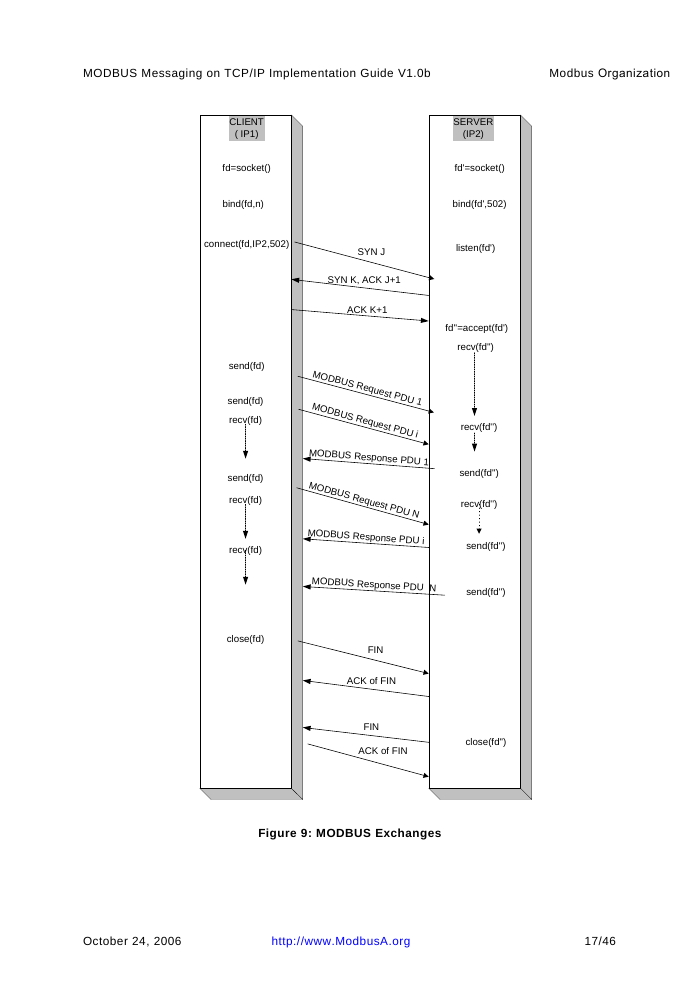 MODBUS Messaging on TCP/IP Implementation Guide V1.0b Modbus Organization
CLIENT
( IP1)
SERVER
(IP2)
fd=socket()
fd'=socket()
bind(fd,n)
bind(fd',502)
connect(fd,IP2,502)
SYN J
listen(fd')
SYN K, ACK J+1
ACK K+1
fd"=accept(fd')
recv(fd")
send(fd)
MODBUS Request PDU 1
send(fd)
MODBUS Request PDU i
recv(fd)
recv(fd")
MODBUS Response PDU 1
send(fd")
send(fd)
MODBUS Request PDU N
recv(fd)
recv(fd")
MODBUS Response PDU i
send(fd")
recv(fd)
MODBUS Response PDU N
send(fd")
close(fd)
FIN
ACK of FIN
FIN
close(fd")
ACK of FIN
Figure 9: MODBUS Exchanges
October 24, 2006 http://www.ModbusA.org 17/46